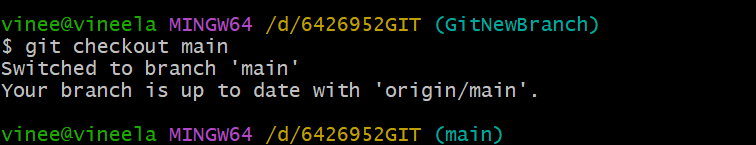 vinee@vineela MINGW64 /d/6426952GIT (GitNewBranch)
$ git checkout main
Switched to branch 'main'
Your branch is up to date with 'origin/main'.
vinee@vineela MINGW64 /d/6426952GIT (main)